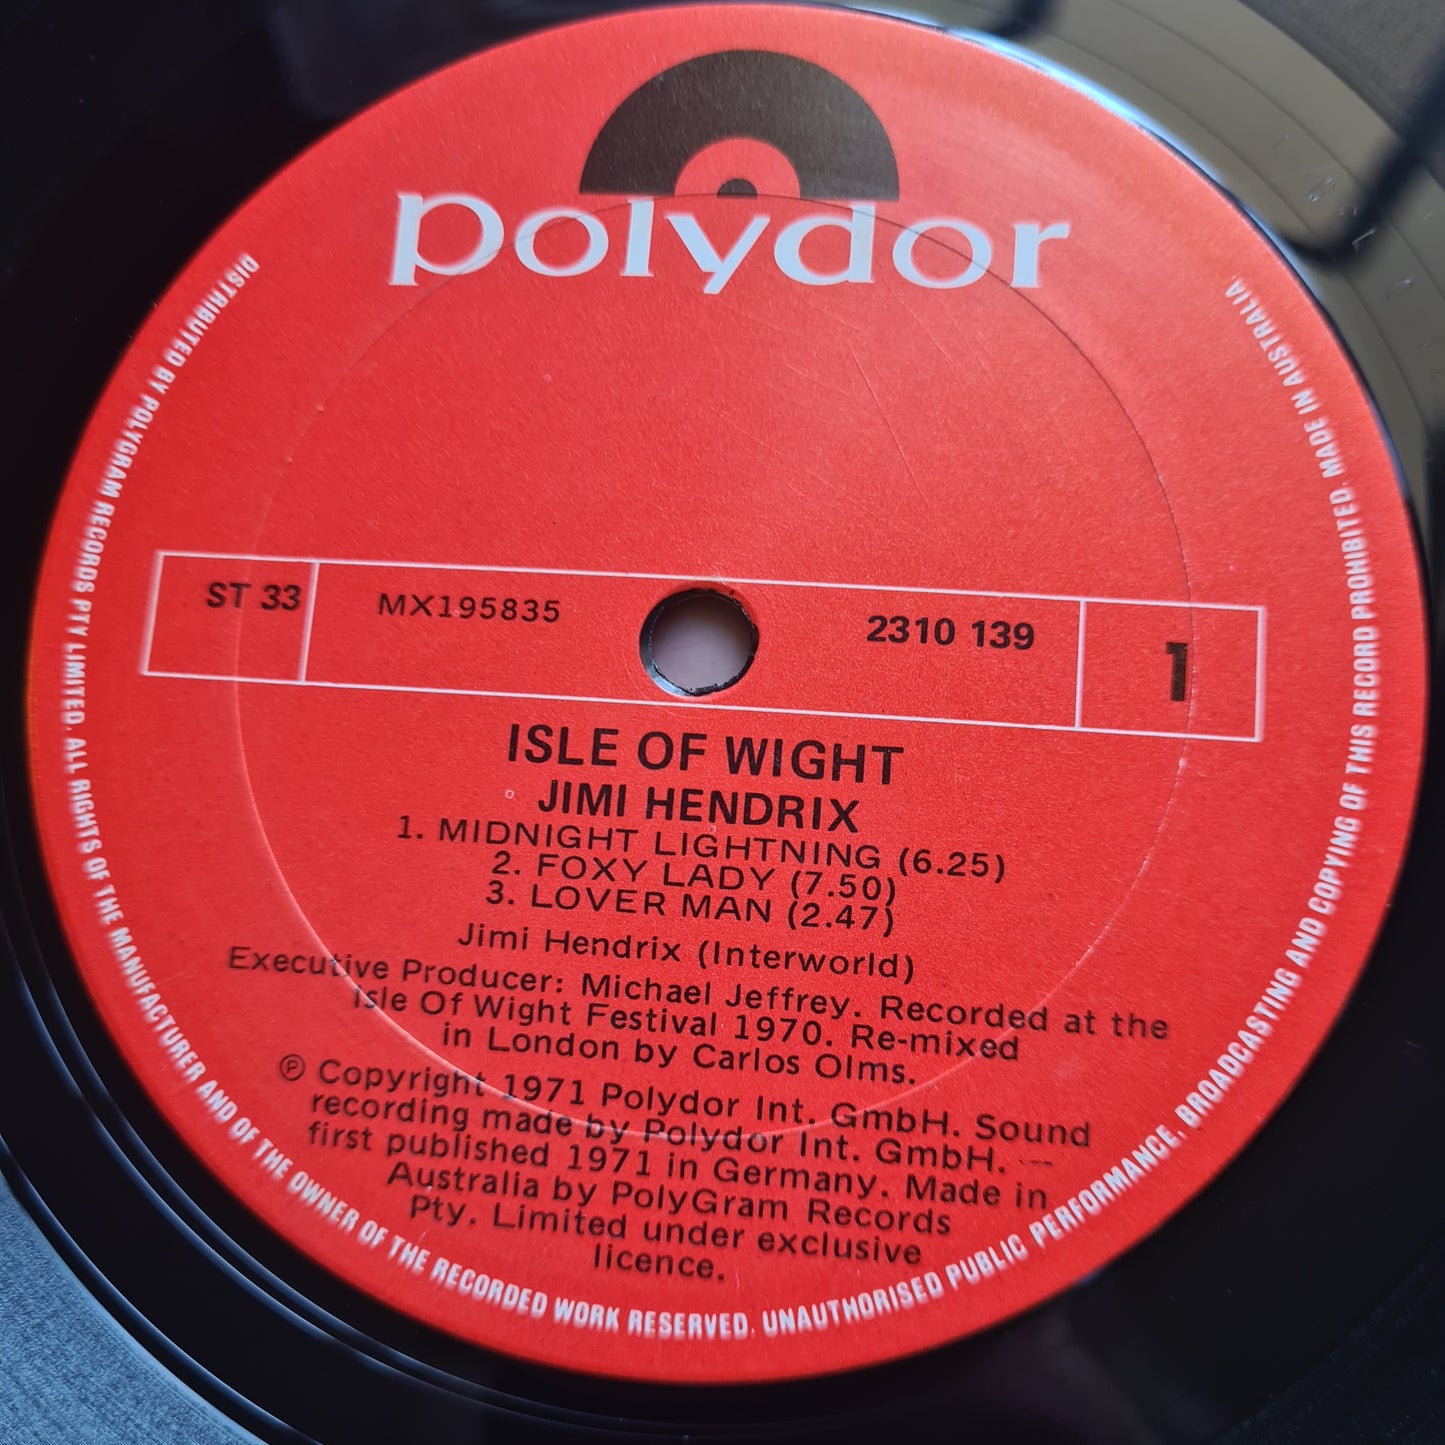 polydor
ST 33 MX195835 2310 139 1
ISLE OF WIGHT
JIMI HENDRIX
1. MIDNIGHT LIGHTNING (6.25)
2. FOXY LADY (7.50)
3. LOVER MAN (2.47)
Jimi Hendrix (Interworld)
Executive Producer: Michael Jeffrey. Recorded at the
Isle Of Wight Festival 1970. Re-mixed
in London by Carlos Olms.
℗ Copyright 1971 Polydor Int. GmbH. Sound
recording made by Polydor Int. GmbH. —
first published 1971 in Germany. Made in
Australia by PolyGram Records
Pty. Limited under exclusive
licence.
DISTRIBUTED BY POLYGRAM RECORDS PTY LIMITED. ALL RIGHTS OF THE MANUFACTURER AND OF THE OWNER OF THE RECORDED WORK RESERVED. UNAUTHORISED PUBLIC PERFORMANCE, BROADCASTING AND COPYING OF THIS RECORD PROHIBITED. MADE IN AUSTRALIA